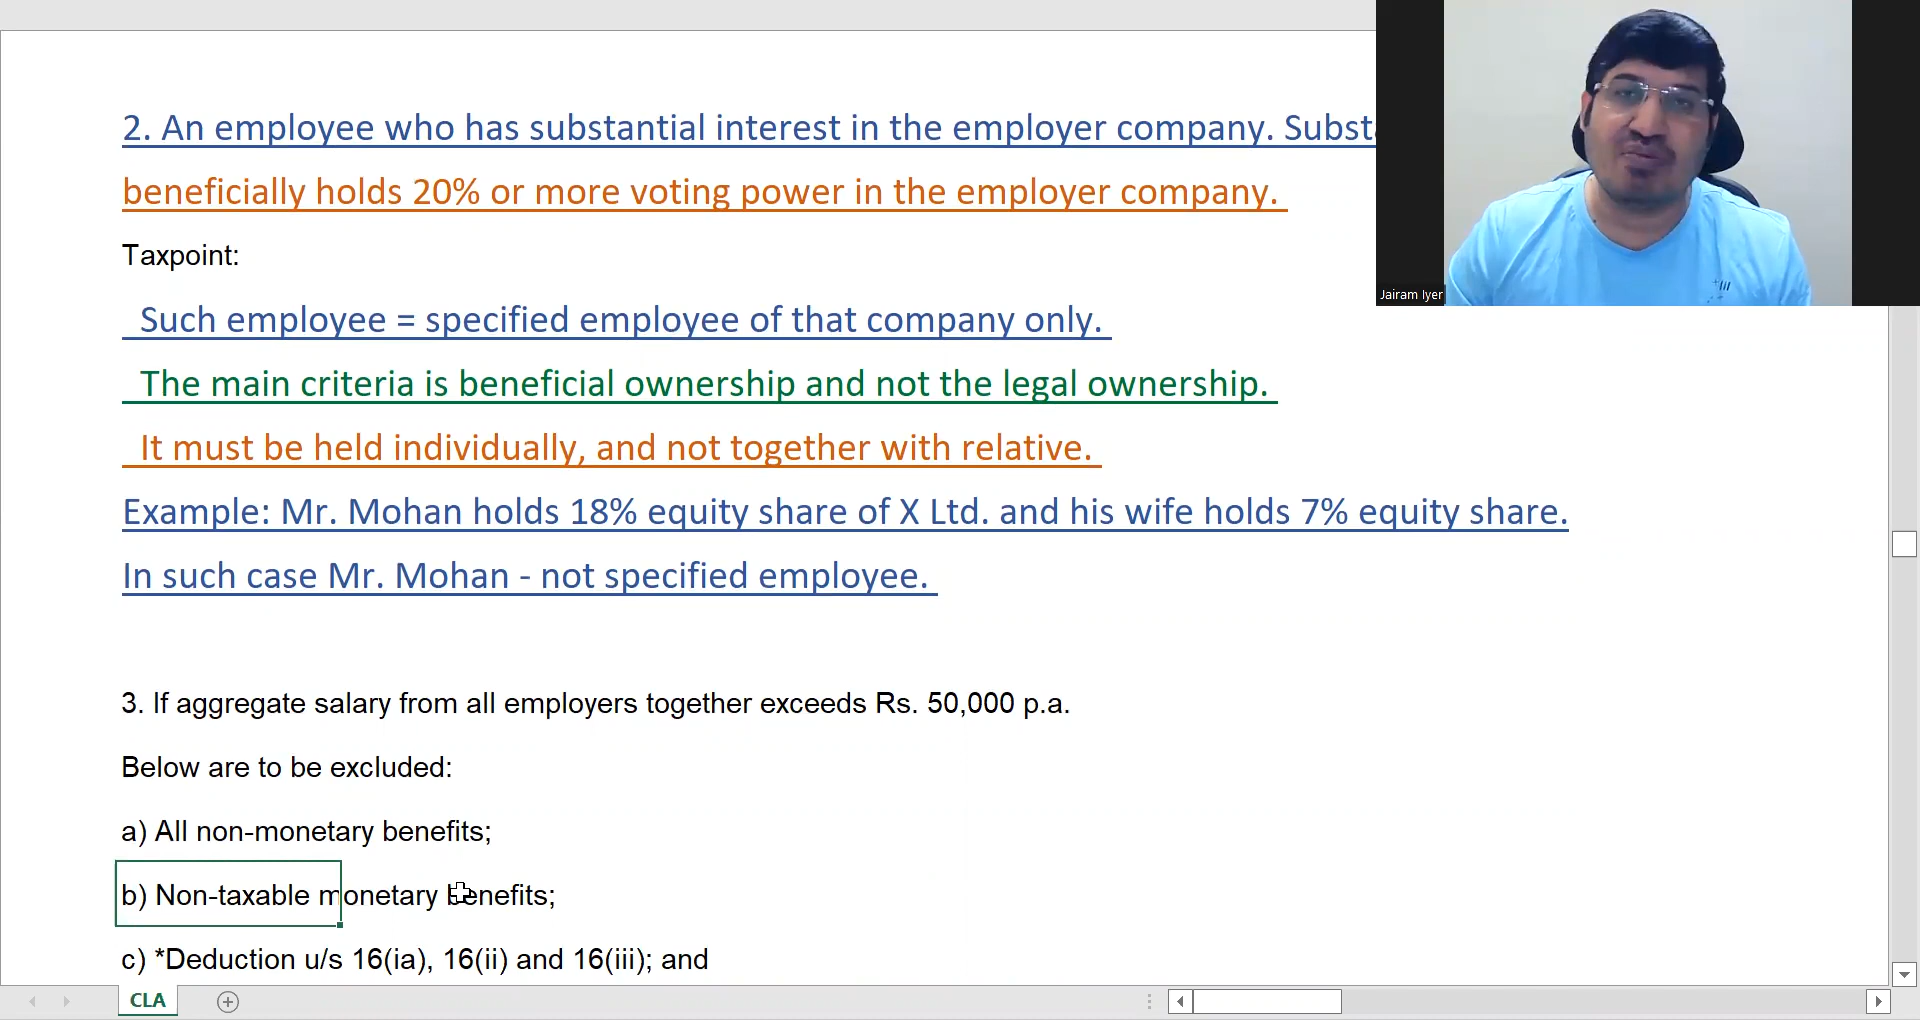 2. An employee who has substantial interest in the employer company.
beneficially holds 20% or more voting power in the employer company.
Taxpoint:
Such employee = specified employee of that company only.
The main criteria is beneficial ownership and not the legal ownership.
It must be held individually, and not together with relative.
Example: Mr. Mohan holds 18% equity share of X Ltd. and his wife holds 7% equity share.
In such case Mr. Mohan - not specified employee.
Jairam Iyer
3. If aggregate salary from all employers together exceeds Rs. 50,000 p.a.
Below are to be excluded:
a) All non-monetary benefits;
b) Non-taxable monetary benefits;
c) *Deduction u/s 16(ia), 16(ii) and 16(iii); and
CLA